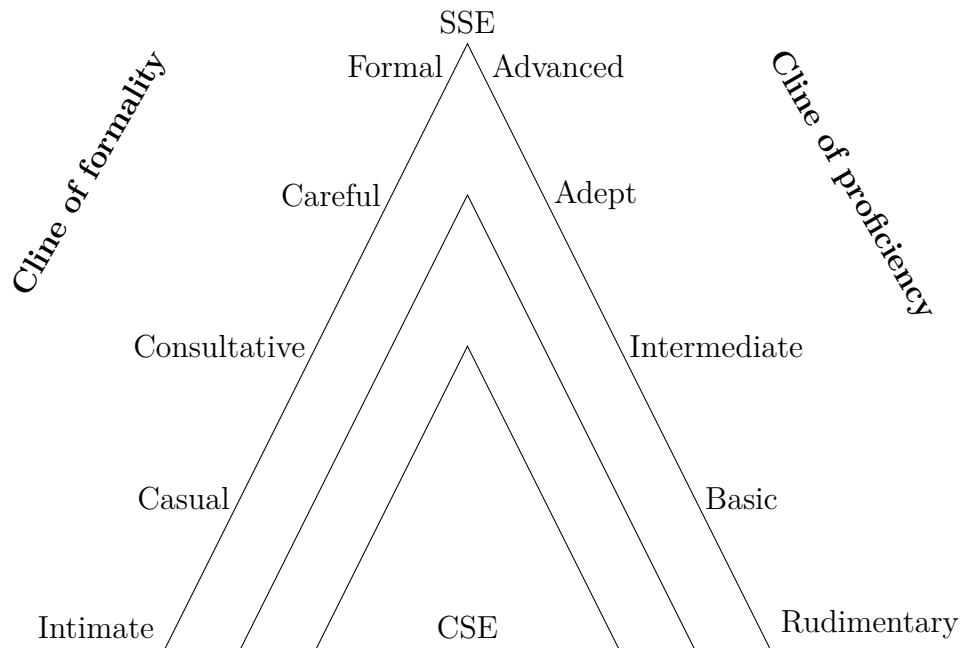 SSE
Formal
Advanced
Cline of formality
Cline of proficiency
Careful
Adept
Consultative
Intermediate
Casual
Basic
Intimate
CSE
Rudimentary